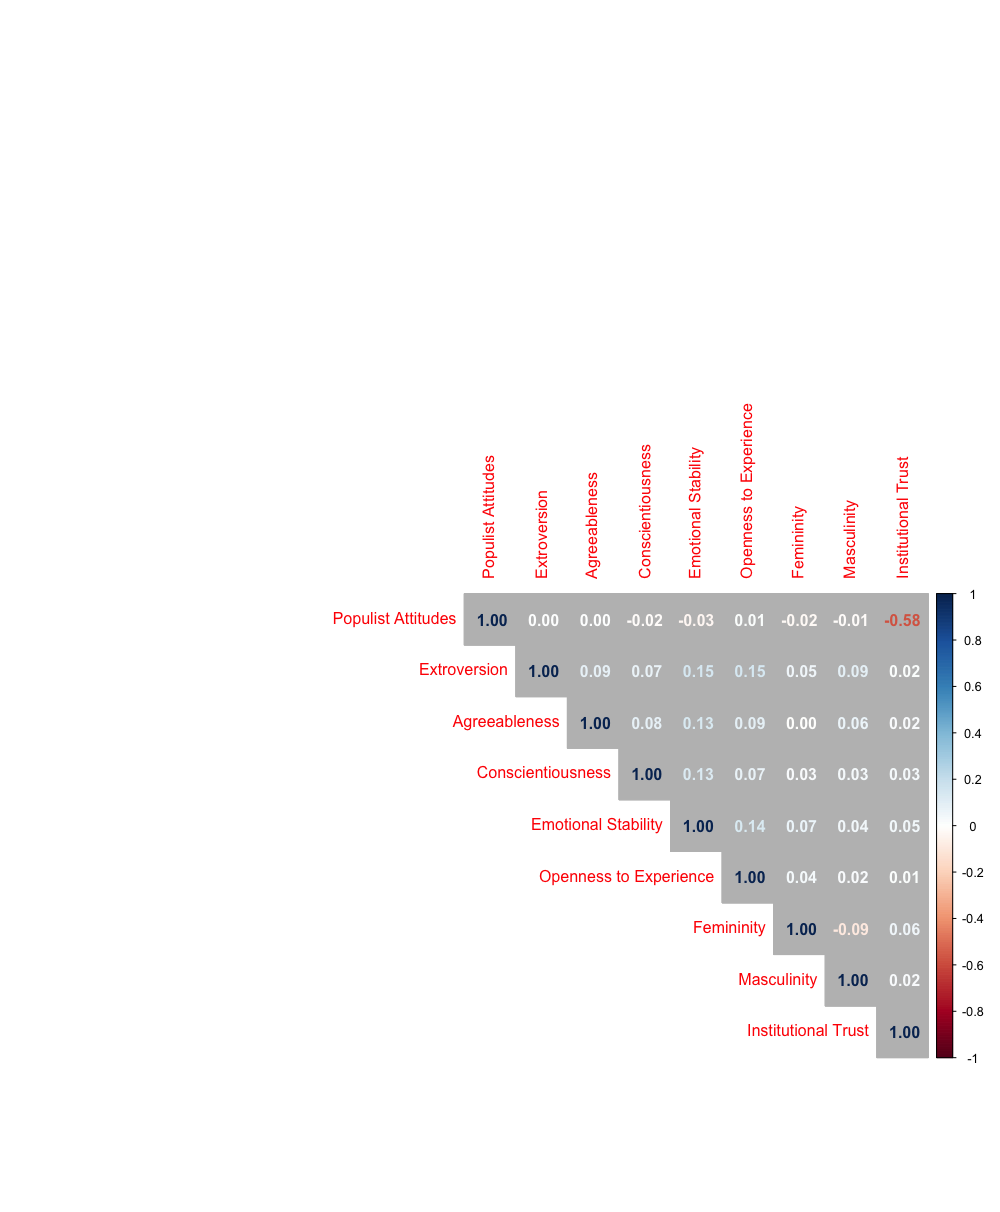 Populist Attitudes
Extroversion
Agreeableness
Conscientiousness
Emotional Stability
Openness to Experience
Femininity
Masculinity
Institutional Trust
Populist Attitudes 1.00 0.00 0.00 -0.02 -0.03 0.01 -0.02 -0.01 -0.58
Extroversion 1.00 0.09 0.07 0.15 0.15 0.05 0.09 0.02
Agreeableness 1.00 0.08 0.13 0.09 0.00 0.06 0.02
Conscientiousness 1.00 0.13 0.07 0.03 0.03 0.03
Emotional Stability 1.00 0.14 0.07 0.04 0.05
Openness to Experience 1.00 0.04 0.02 0.01
Femininity 1.00 -0.09 0.06
Masculinity 1.00 0.02
Institutional Trust 1.00
1
0.8
0.6
0.4
0.2
0
-0.2
-0.4
-0.6
-0.8
-1